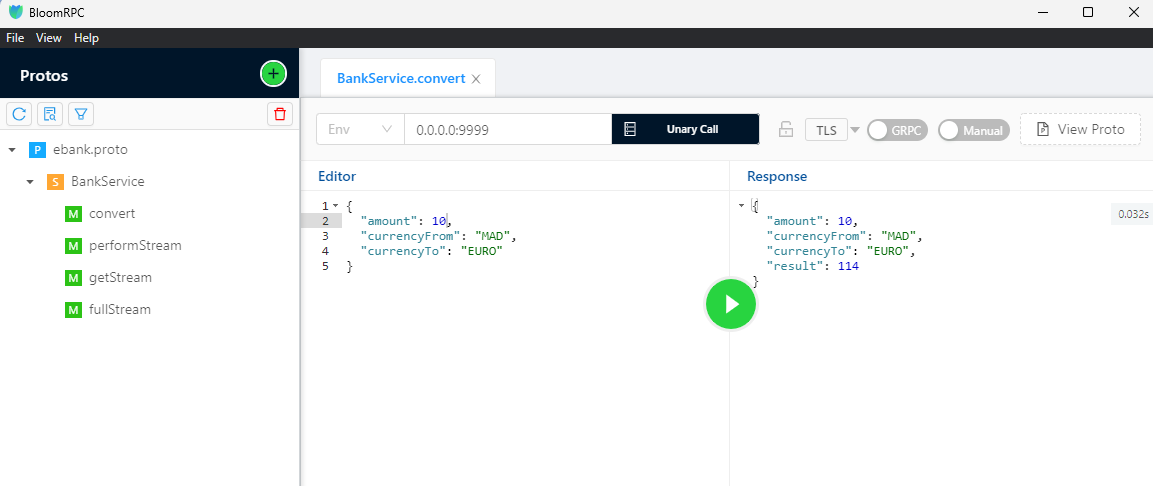 BloomRPC
File View Help
Protos
BankService.convert
Env
0.0.0.0:9999
Unary Call
TLS
GRPC
Manual
View Proto
P ebank.proto
S BankService
M convert
M performStream
M getStream
M fullStream
Editor
1 {
2 "amount": 10,
3 "currencyFrom": "MAD",
4 "currencyTo": "EURO"
5 }
Response
{
"amount": 10,
"currencyFrom": "MAD",
"currencyTo": "EURO",
"result": 114
}
0.032s